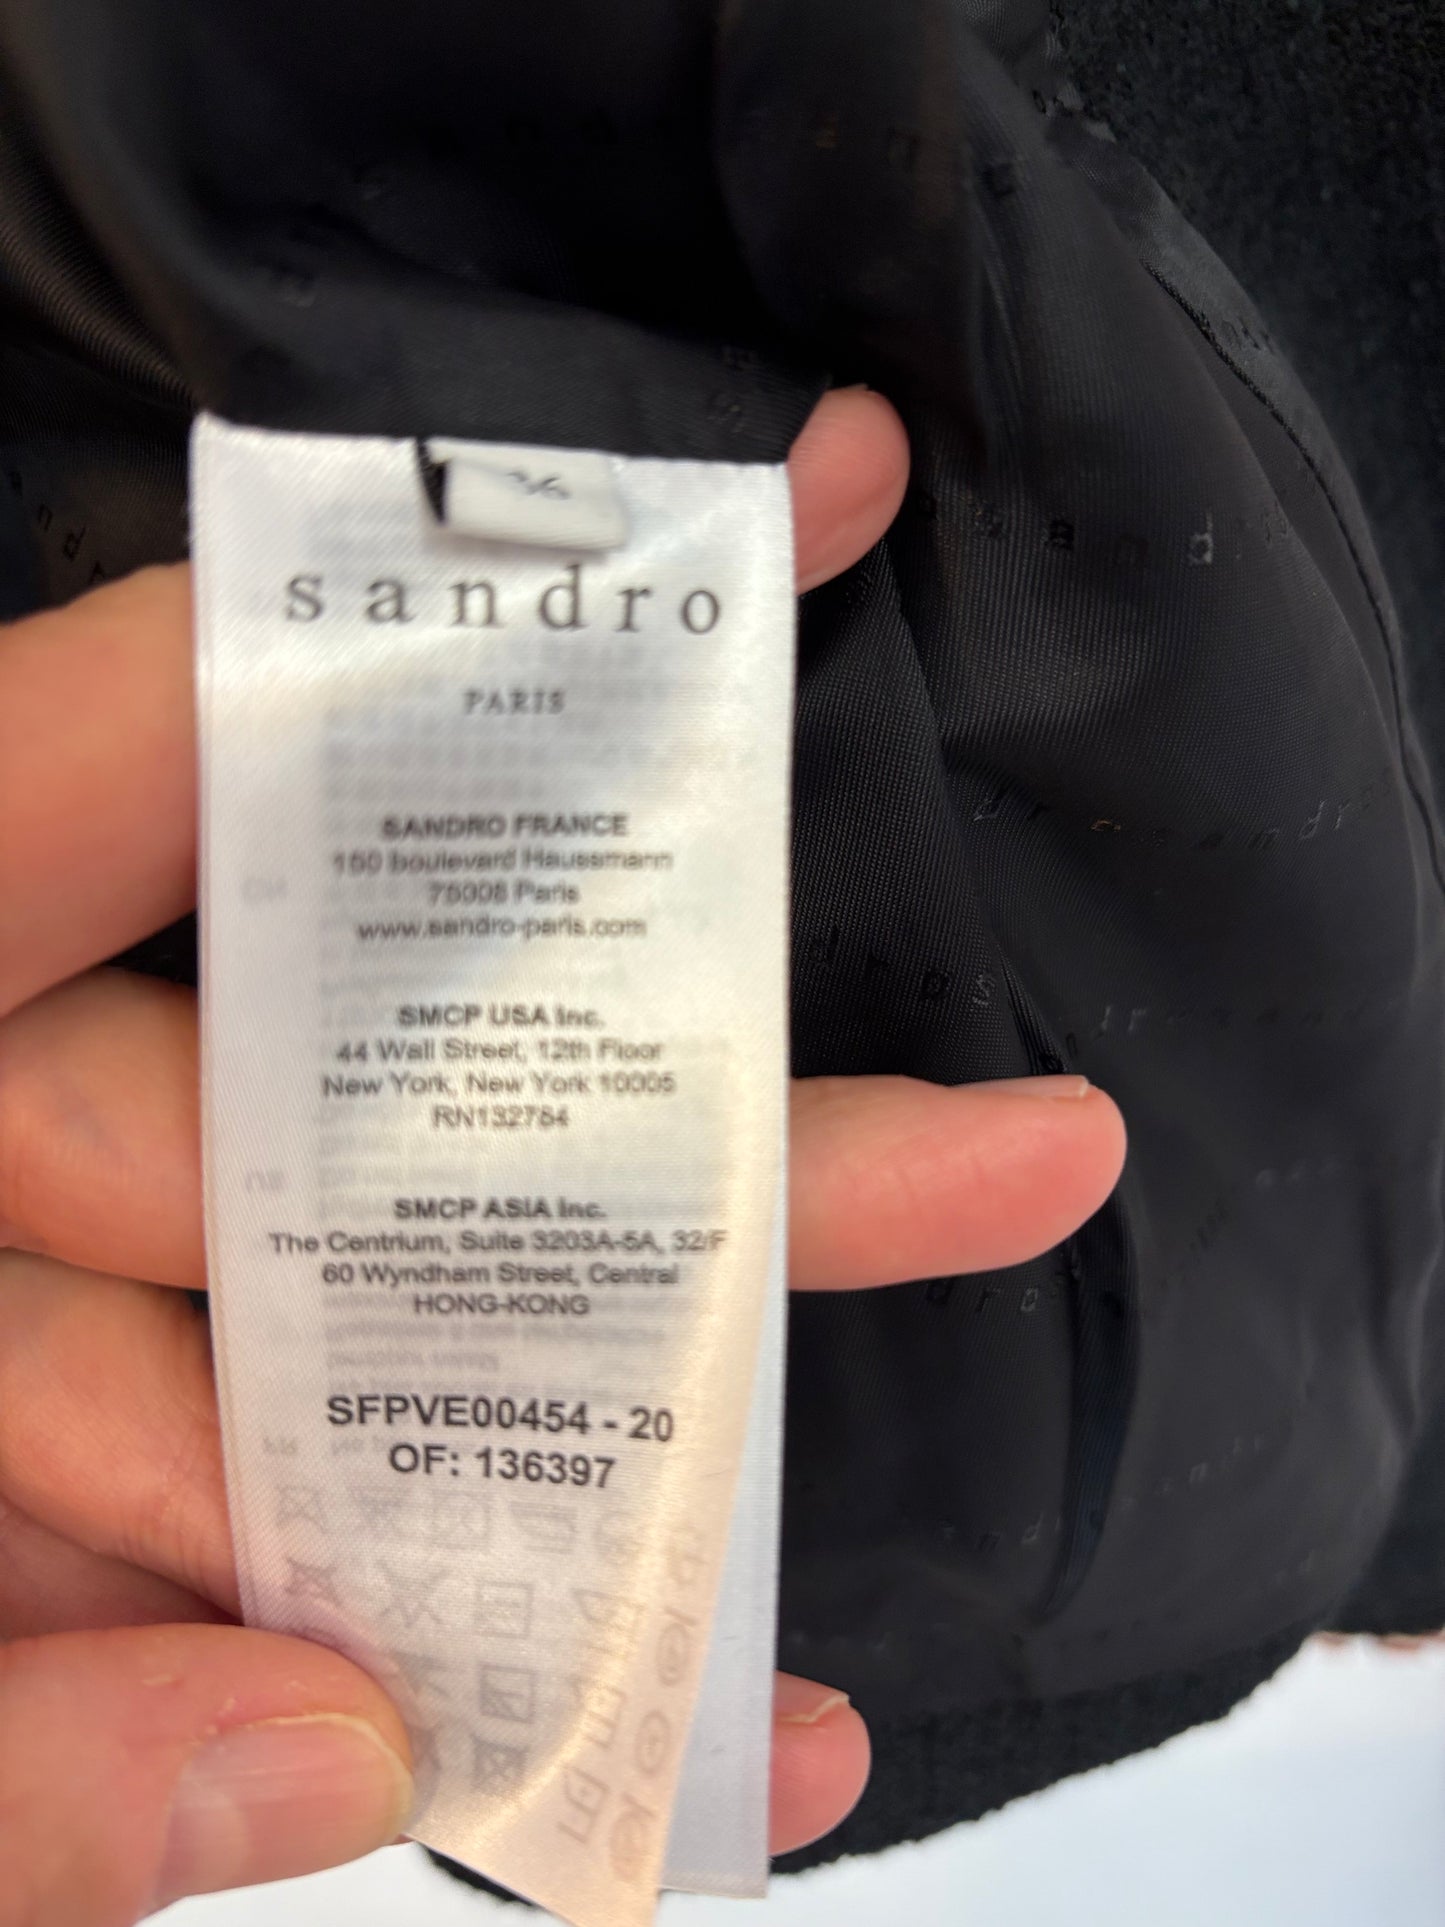 36
sandro
PARIS
SANDRO FRANCE
150 boulevard Haussmann
75008 Paris
www.sandro-paris.com
SMCP USA Inc.
44 Wall Street, 12th Floor
New York, New York 10005
RN132784
SMCP ASIA Inc.
The Centrium, Suite 3203A-5A, 32/F
60 Wyndham Street, Central
HONG-KONG
SFPVE00454 - 20
OF: 136397